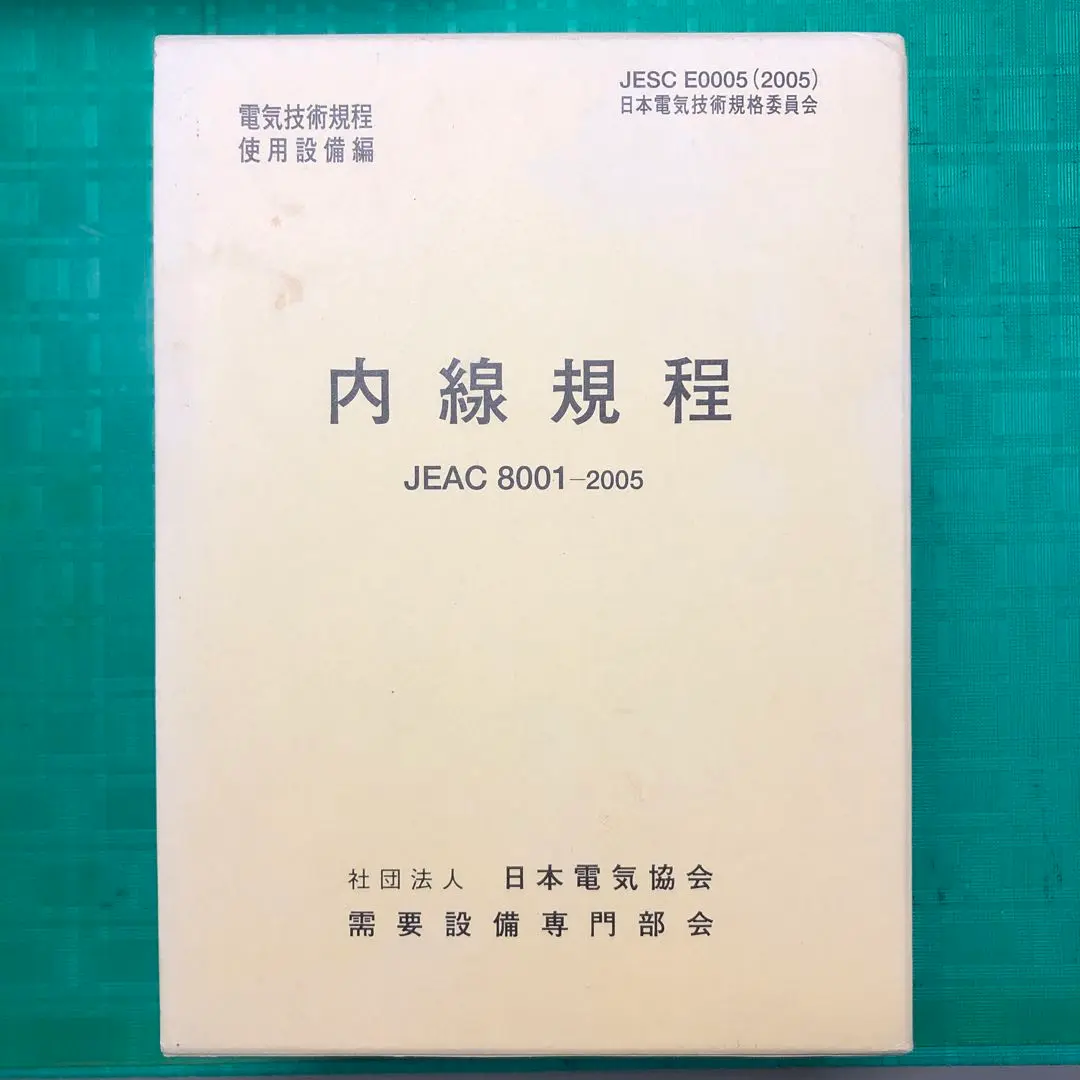 電気技術規程
使用設備編
JESC E0005(2005)
日本電気技術規格委員会
内線規程
JEAC 8001-2005
社団法人 日本電気協会
需要設備専門部会